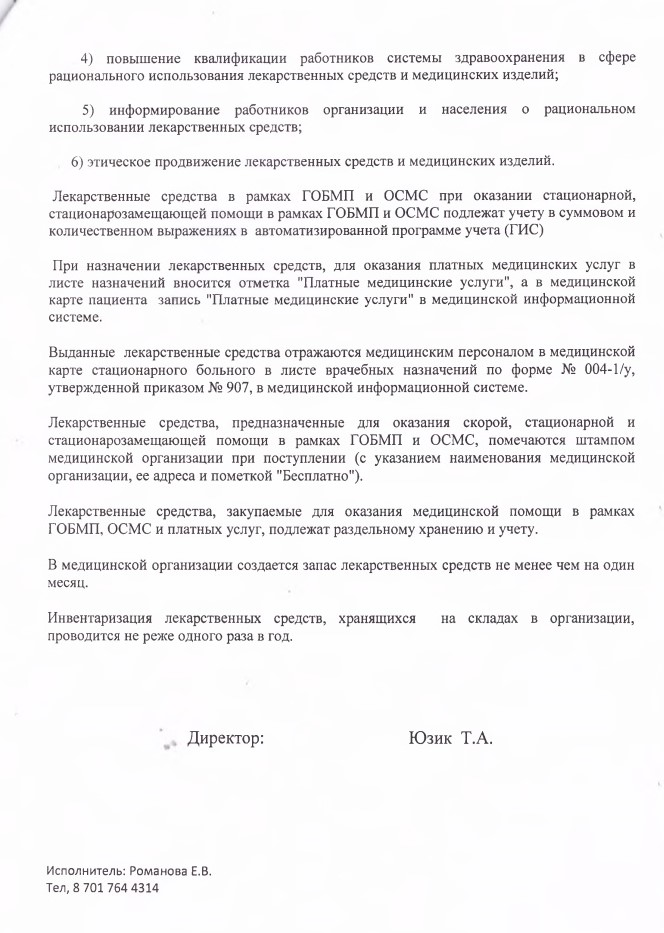 4) повышение квалификации работников системы здравоохранения в сфере
рационального использования лекарственных средств и медицинских изделий;
5) информирование работников организации и населения о рациональном
использовании лекарственных средств;
6) этическое продвижение лекарственных средств и медицинских изделий.
Лекарственные средства в рамках ГОБМП и ОСМС при оказании стационарной,
стационарозамещающей помощи в рамках ГОБМП и ОСМС подлежат учету в суммовом и
количественном выражениях в автоматизированной программе учета (ГИС)
При назначении лекарственных средств, для оказания платных медицинских услуг в
листе назначений вносится отметка "Платные медицинские услуги", а в медицинской
карте пациента запись "Платные медицинские услуги" в медицинской информационной
системе.
Выданные лекарственные средства отражаются медицинским персоналом в медицинской
карте стационарного больного в листе врачебных назначений по форме № 004-1/у,
утвержденной приказом № 907, в медицинской информационной системе.
Лекарственные средства, предназначенные для оказания скорой, стационарной и
стационарозамещающей помощи в рамках ГОБМП и ОСМС, помечаются штампом
медицинской организации при поступлении (с указанием наименования медицинской
организации, ее адреса и пометкой "Бесплатно").
Лекарственные средства, закупаемые для оказания медицинской помощи в рамках
ГОБМП, ОСМС и платных услуг, подлежат раздельному хранению и учету.
В медицинской организации создается запас лекарственных средств не менее чем на один
месяц.
Инвентаризация лекарственных средств, хранящихся на складах в организации,
проводится не реже одного раза в год.
Директор: Юзик Т.А.
Исполнитель: Романова Е.В.
Тел, 8 701 764 4314